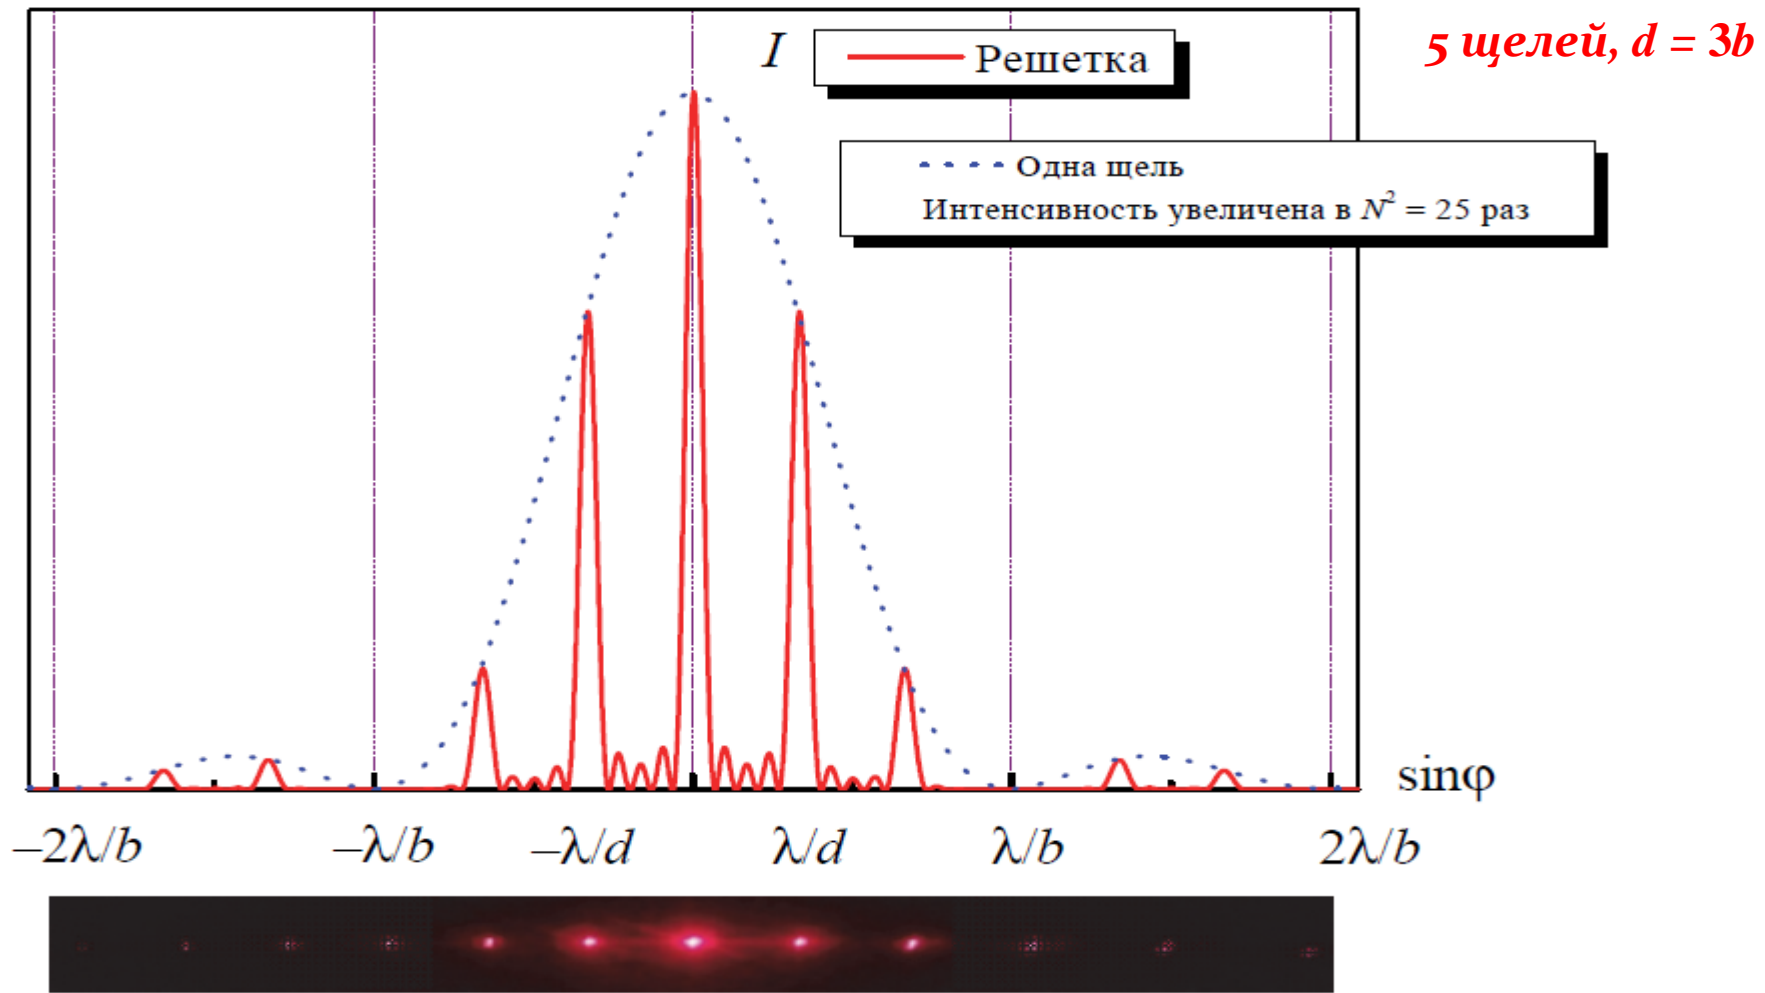 5 щелей, d = 3b
I
Решетка
Одна щель
Интенсивность увеличена в N² = 25 раз
sinφ
–2λ/b –λ/b –λ/d λ/d λ/b 2λ/b